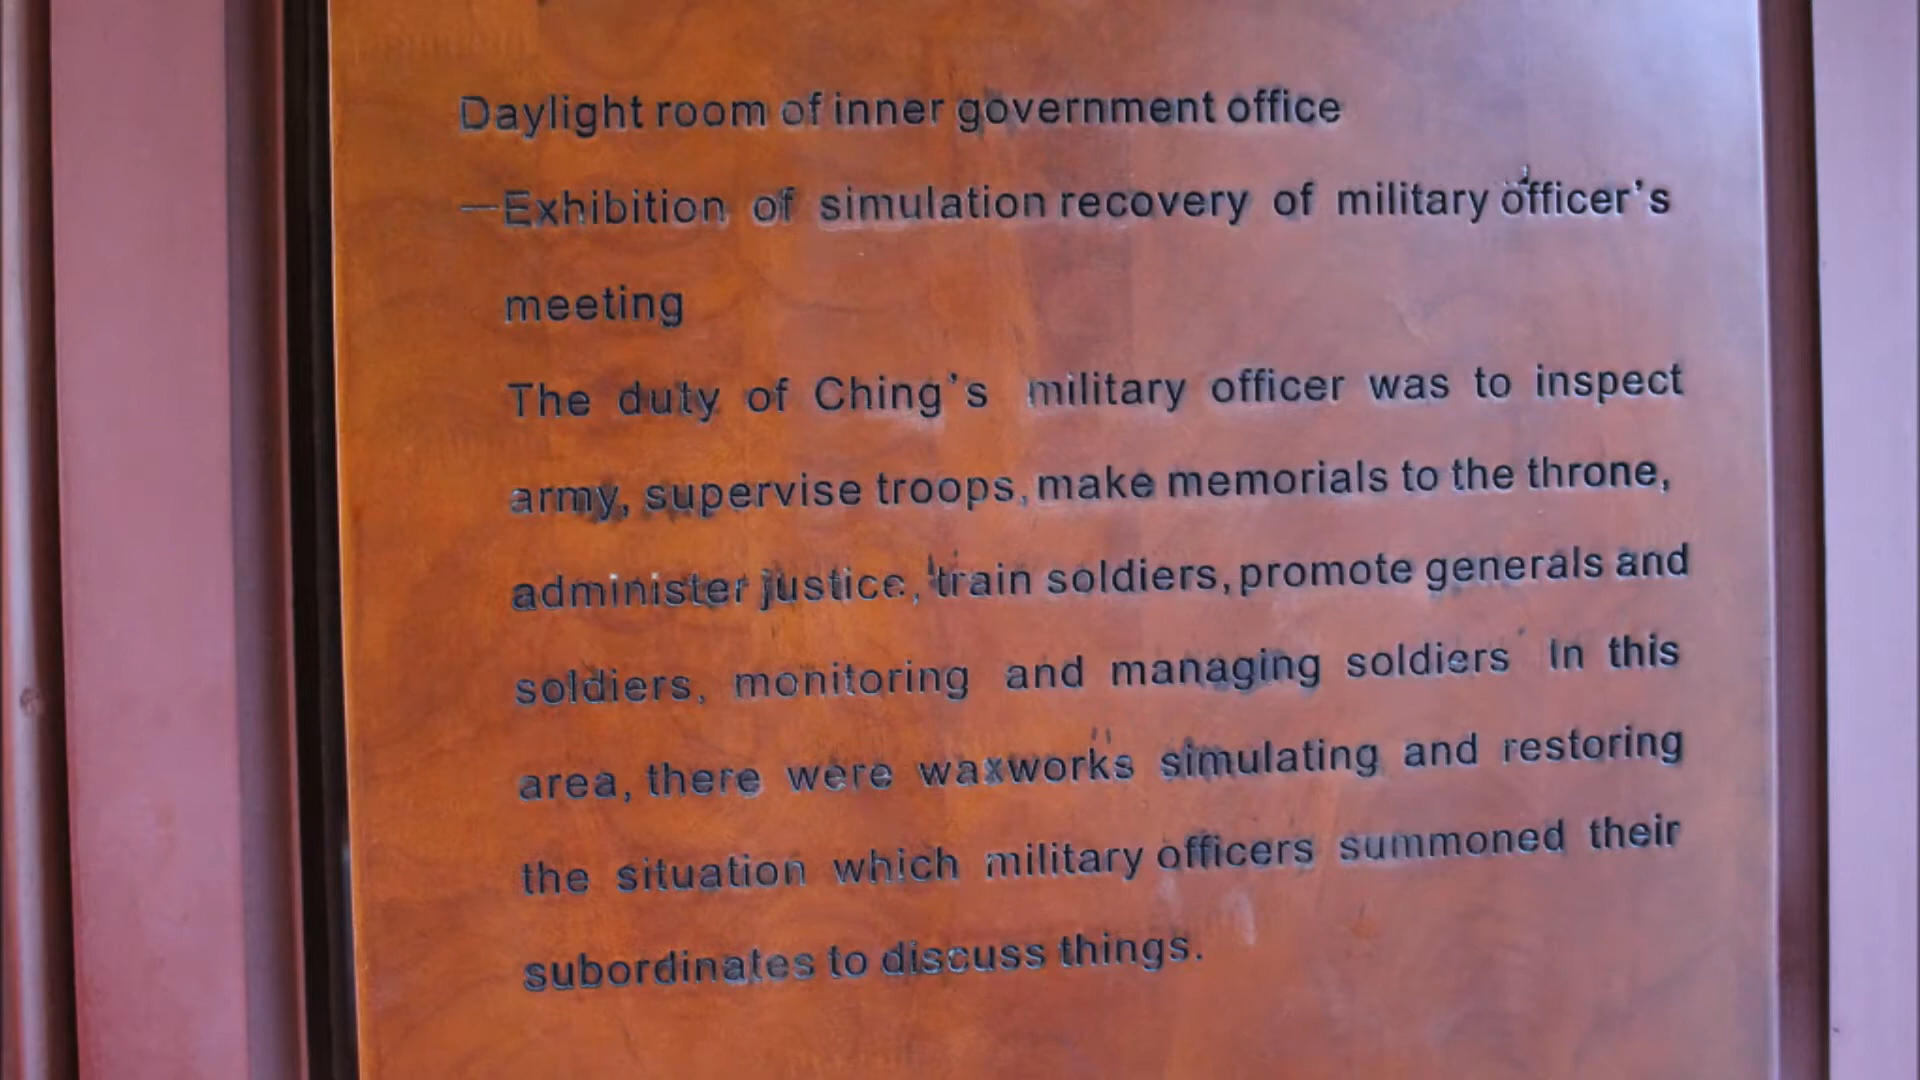 Daylight room of inner government office
—Exhibition of simulation recovery of military officer's
meeting
The duty of Ching's military officer was to inspect
army, supervise troops, make memorials to the throne,
administer justice, train soldiers, promote generals and
soldiers, monitoring and managing soldiers In this
area, there were waxworks simulating and restoring
the situation which military officers summoned their
subordinates to discuss things.